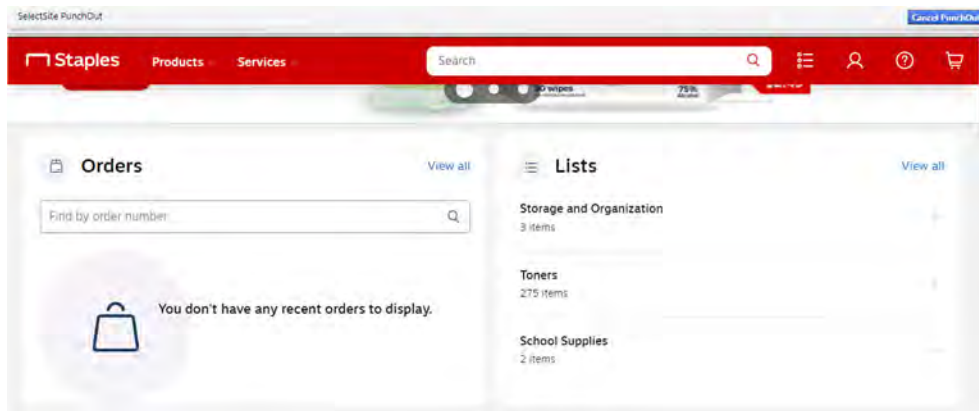 SelectSite PunchOut
Cancel PunchOut
Staples Products Services Search
wipes
75%
Orders View all
Find by order number
You don't have any recent orders to display.
Lists View all
Storage and Organization
3 items
Toners
275 items
School Supplies
2 items